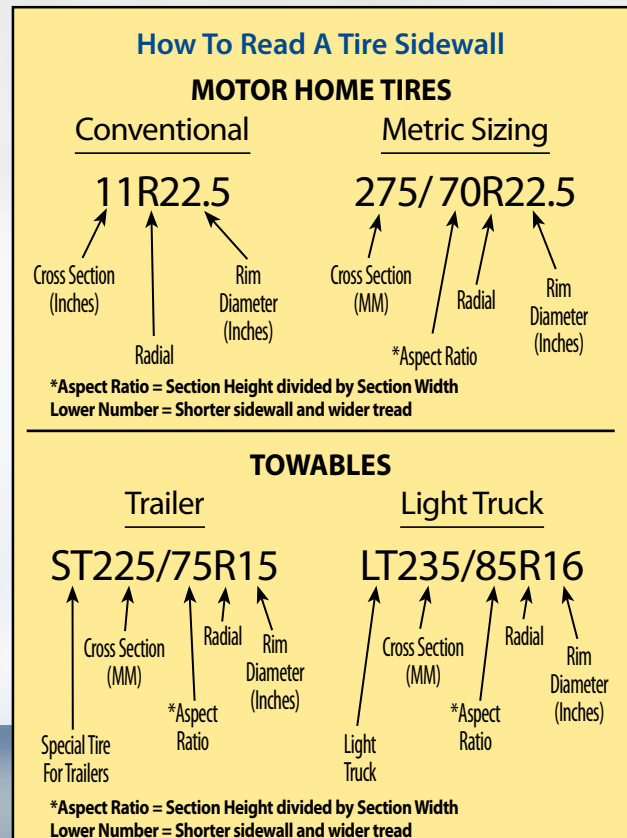 How To Read A Tire Sidewall
MOTOR HOME TIRES
Conventional
11R22.5
Cross Section
(Inches)
Radial
Rim
Diameter
(Inches)
Metric Sizing
275/70R22.5
Cross Section
(MM)
*Aspect Ratio
Radial
Rim
Diameter
(Inches)
*Aspect Ratio = Section Height divided by Section Width
Lower Number = Shorter sidewall and wider tread
TOWABLES
Trailer
ST225/75R15
Special Tire
For Trailers
Cross Section
(MM)
*Aspect
Ratio
Radial
Rim
Diameter
(Inches)
Light Truck
LT235/85R16
Light
Truck
Cross Section
(MM)
*Aspect
Ratio
Radial
Rim
Diameter
(Inches)
*Aspect Ratio = Section Height divided by Section Width
Lower Number = Shorter sidewall and wider tread